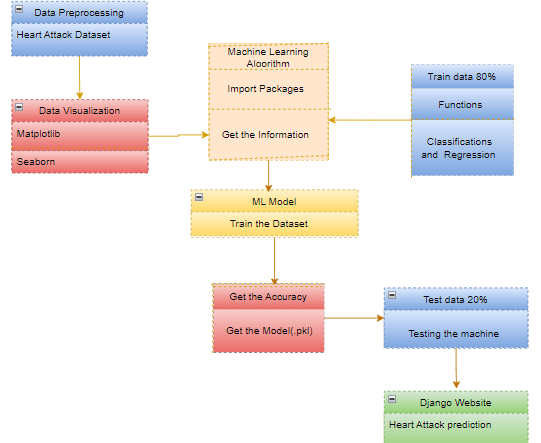 Data Preprocessing
Heart Attack Dataset
Data Visualization
Matplotlib
Seaborn
Machine Learning
Algorithm
Import Packages
Get the Information
Train data 80%
Functions
Classifications
and Regression
ML Model
Train the Dataset
Get the Accuracy
Get the Model(.pkl)
Test data 20%
Testing the machine
Django Website
Heart Attack prediction